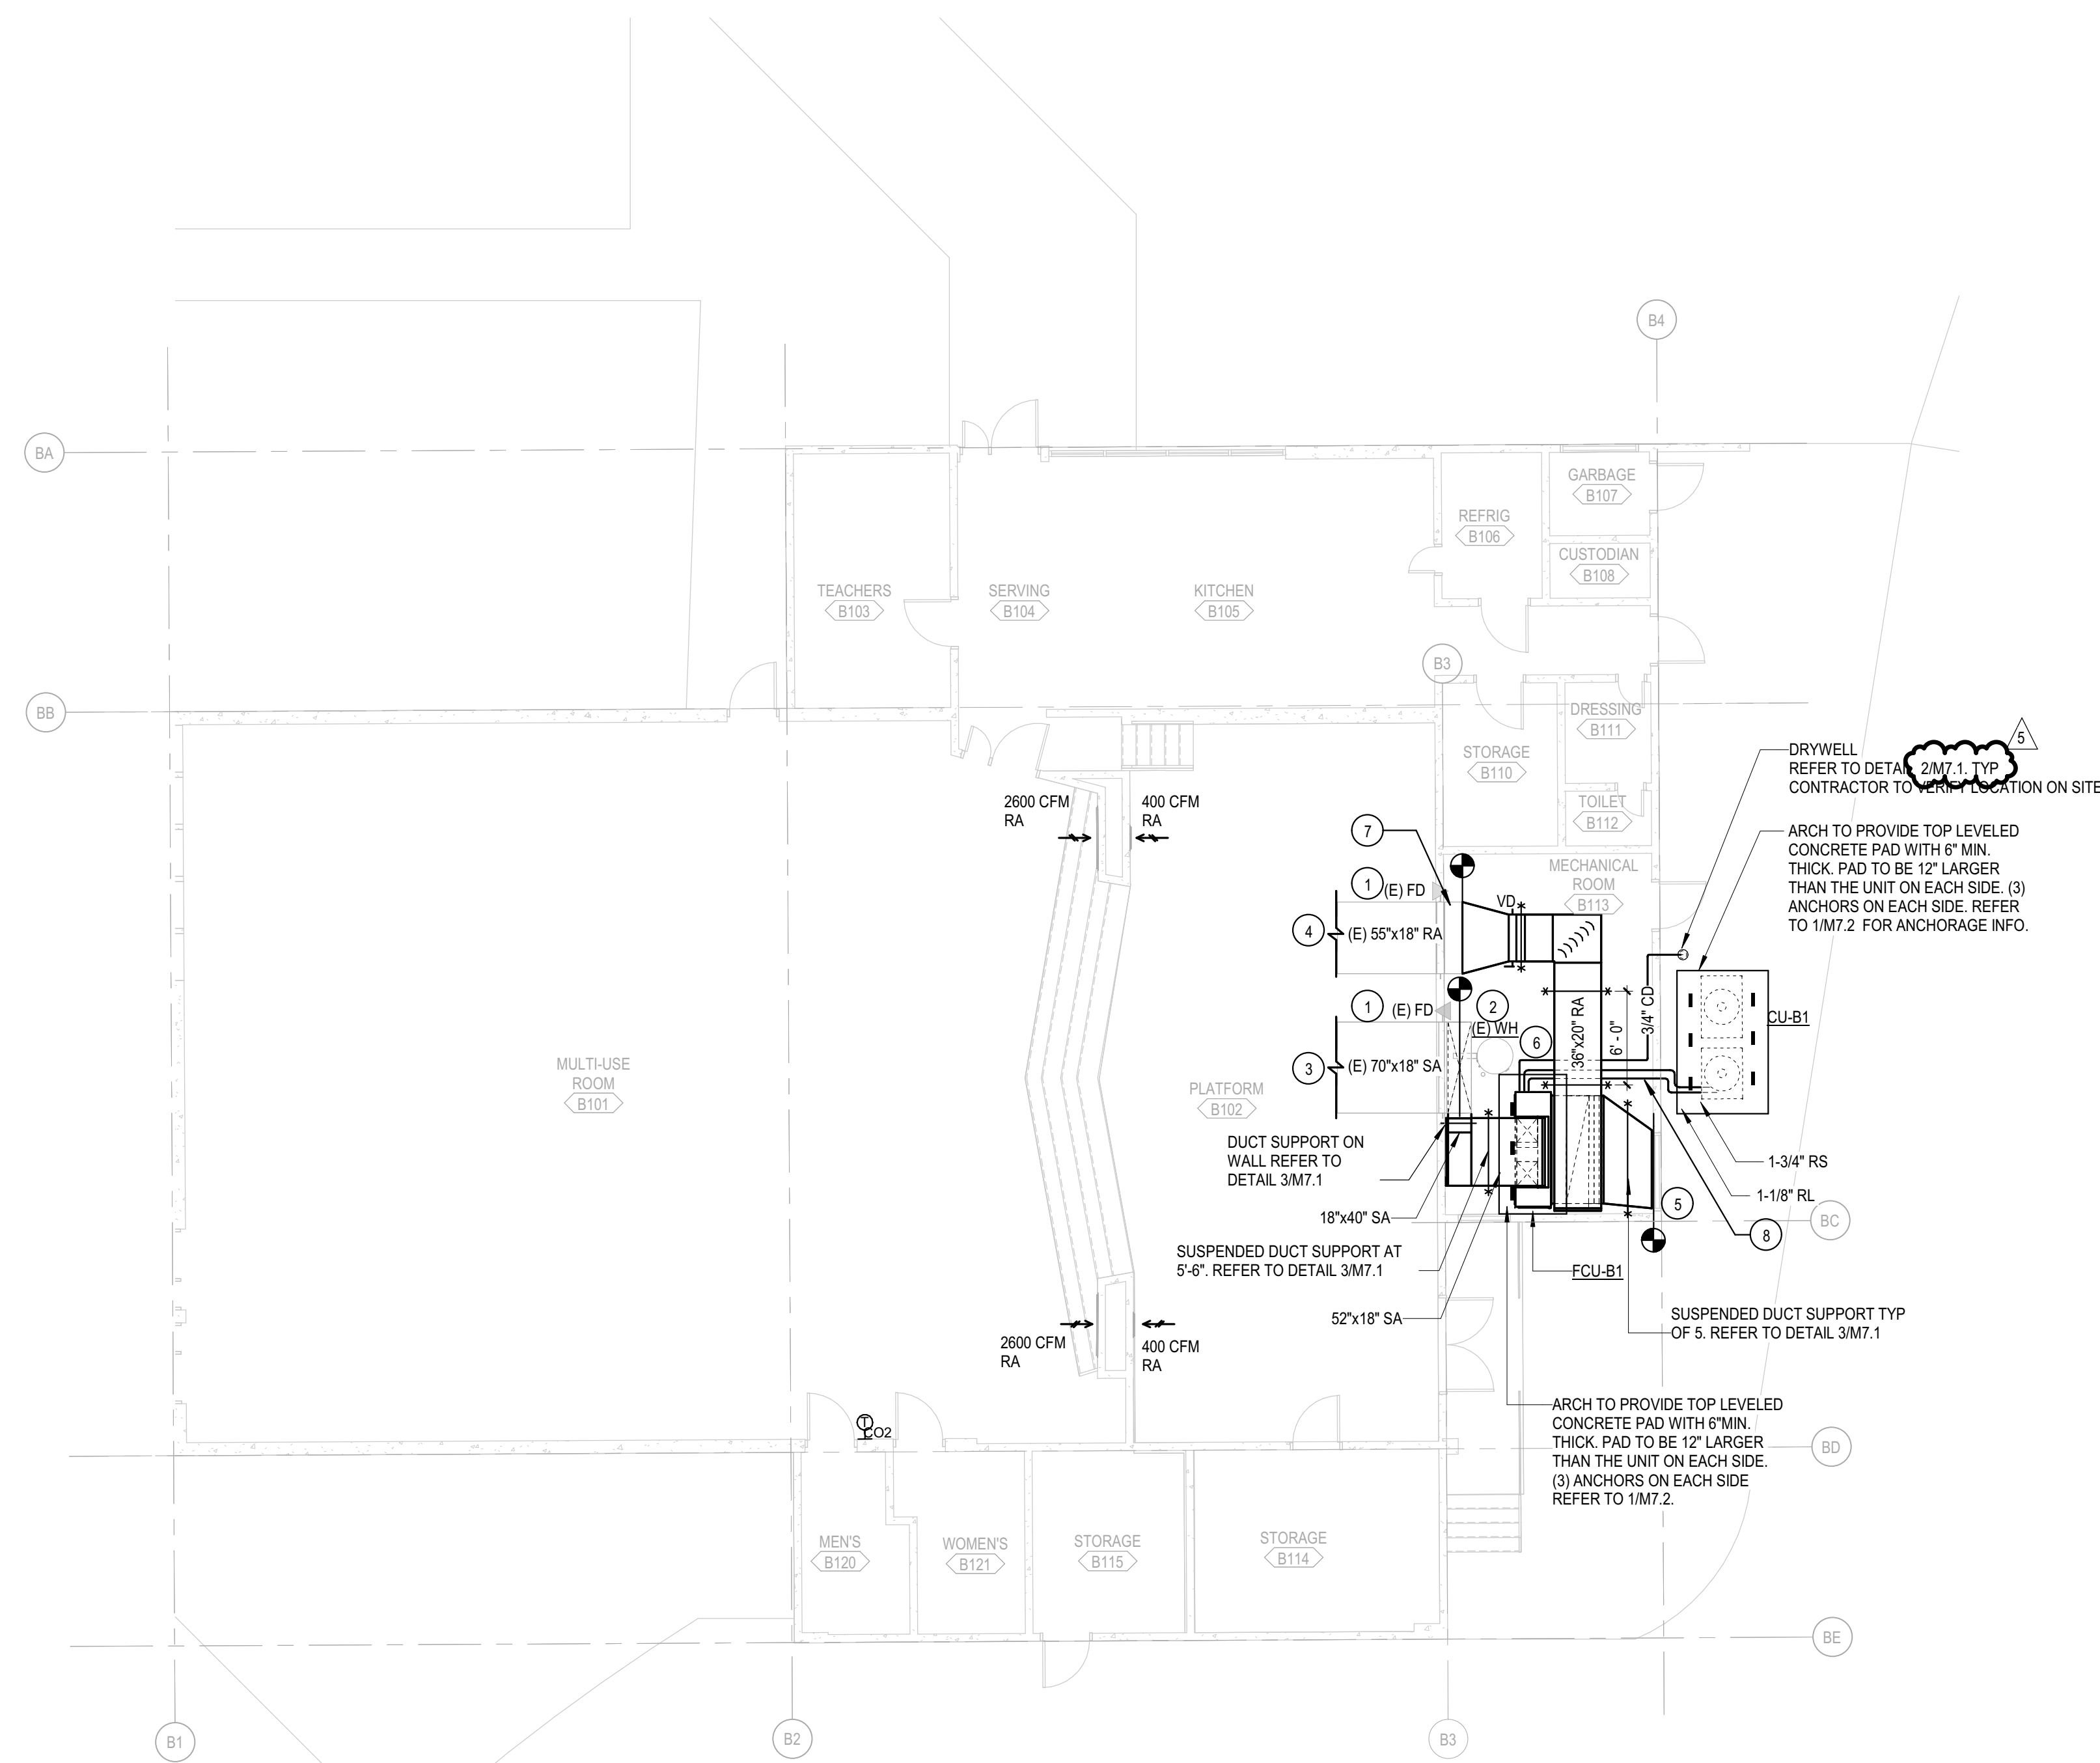 B4
BA
GARBAGE
B107
REFRIG
B106
CUSTODIAN
B108
TEACHERS
B103
SERVING
B104
KITCHEN
B105
B3
BB
DRESSING
B111
STORAGE
B110
TOILET
B112
5
DRYWELL
REFER TO DETAIL 2/M7.1. TYP
CONTRACTOR TO VERIFY LOCATION ON SITE
2600 CFM
RA
400 CFM
RA
7
ARCH TO PROVIDE TOP LEVELED
CONCRETE PAD WITH 6" MIN.
THICK. PAD TO BE 12" LARGER
THAN THE UNIT ON EACH SIDE. (3)
ANCHORS ON EACH SIDE. REFER
TO 1/M7.2 FOR ANCHORAGE INFO.
MECHANICAL
ROOM
B113
1
(E) FD
VD
4
(E) 55"x18" RA
1
(E) FD
2
(E) WH
6
36"x20" RA
6' - 0"
3/4" CD
CU-B1
3
(E) 70"x18" SA
MULTI-USE
ROOM
B101
PLATFORM
B102
DUCT SUPPORT ON
WALL REFER TO
DETAIL 3/M7.1
1-3/4" RS
1-1/8" RL
5
18"x40" SA
BC
8
SUSPENDED DUCT SUPPORT AT
5'-6". REFER TO DETAIL 3/M7.1
FCU-B1
52"x18" SA
SUSPENDED DUCT SUPPORT TYP
OF 5. REFER TO DETAIL 3/M7.1
2600 CFM
RA
400 CFM
RA
ARCH TO PROVIDE TOP LEVELED
CONCRETE PAD WITH 6"MIN.
THICK. PAD TO BE 12" LARGER
THAN THE UNIT ON EACH SIDE.
(3) ANCHORS ON EACH SIDE
REFER TO 1/M7.2.
T
CO2
BD
MEN'S
B120
WOMEN'S
B121
STORAGE
B115
STORAGE
B114
BE
B1
B2
B3